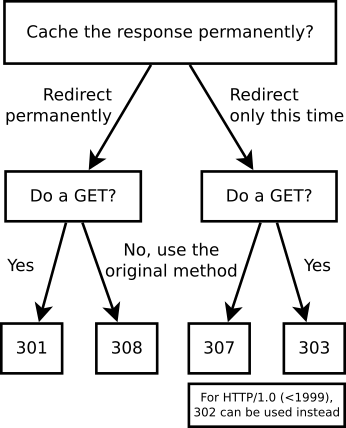 Cache the response permanently?
Redirect
permanently
Redirect
only this time
Do a GET?
Do a GET?
Yes
No, use the
original method
Yes
301
308
307
303
For HTTP/1.0 (<1999),
302 can be used instead